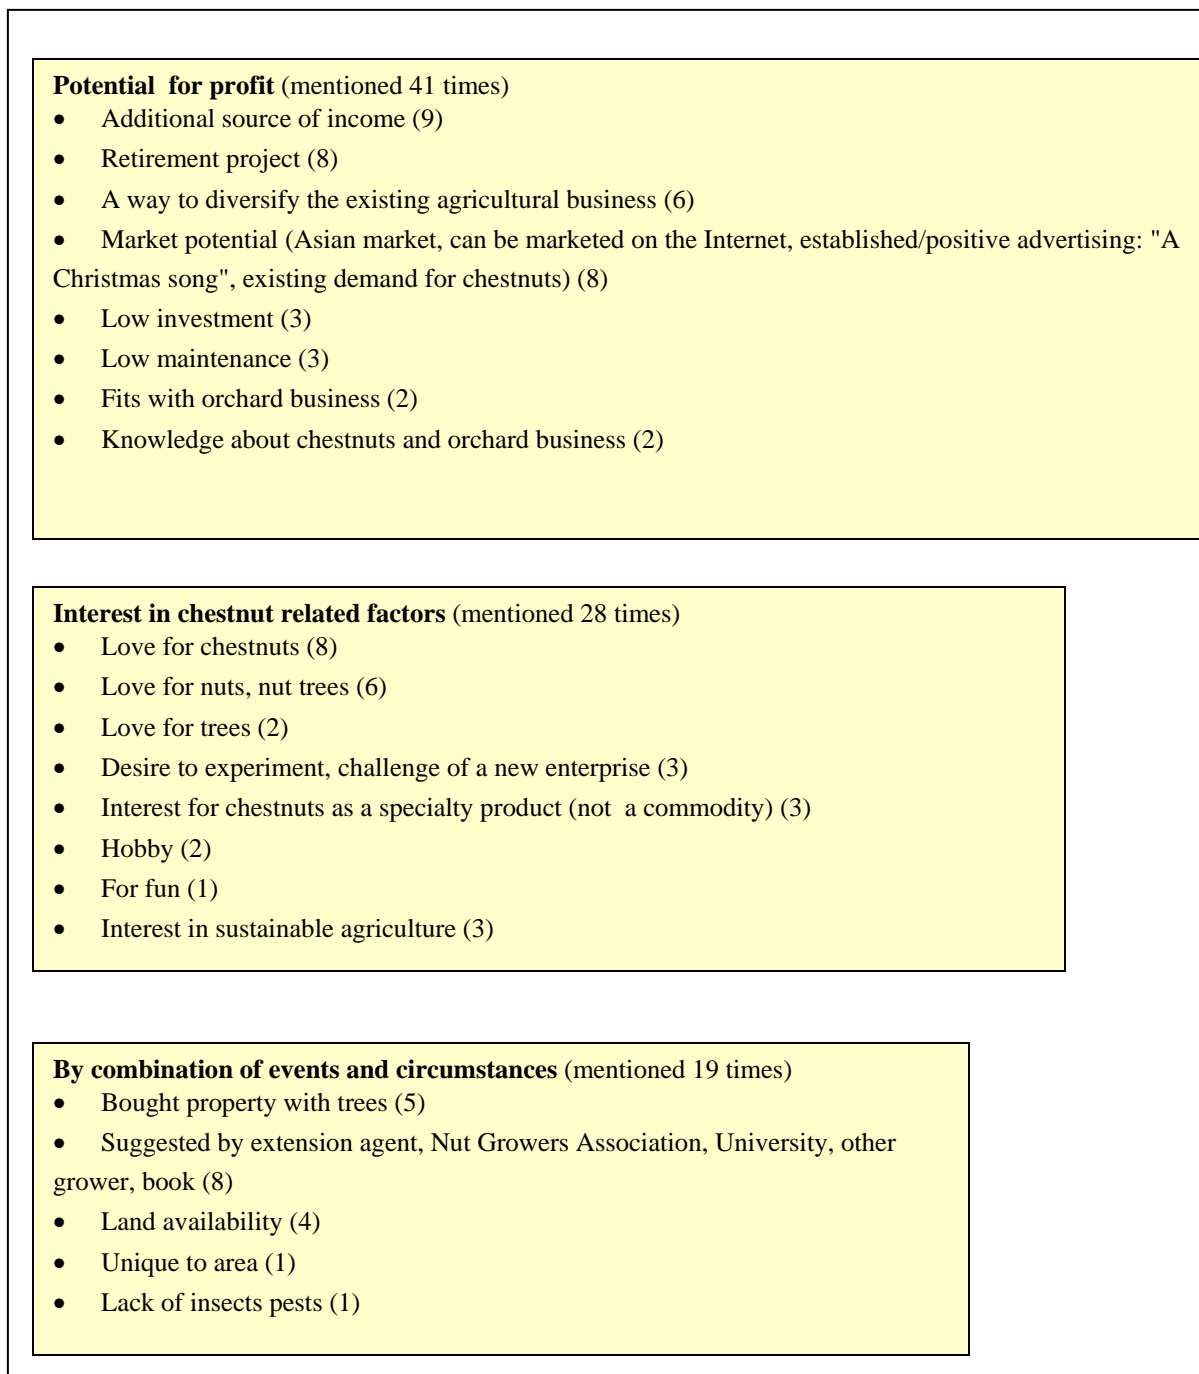 Potential  for profit (mentioned 41 times)
• Additional source of income (9)
• Retirement project (8)
• A way to diversify the existing agricultural business (6)
• Market potential (Asian market, can be marketed on the Internet, established/positive advertising: "A
Christmas song", existing demand for chestnuts) (8)
• Low investment (3)
• Low maintenance (3)
• Fits with orchard business (2)
• Knowledge about chestnuts and orchard business (2)
Interest in chestnut related factors (mentioned 28 times)
• Love for chestnuts (8)
• Love for nuts, nut trees (6)
• Love for trees (2)
• Desire to experiment, challenge of a new enterprise (3)
• Interest for chestnuts as a specialty product (not  a commodity) (3)
• Hobby (2)
• For fun (1)
• Interest in sustainable agriculture (3)
By combination of events and circumstances (mentioned 19 times)
• Bought property with trees (5)
• Suggested by extension agent, Nut Growers Association, University, other
grower, book (8)
• Land availability (4)
• Unique to area (1)
• Lack of insects pests (1)